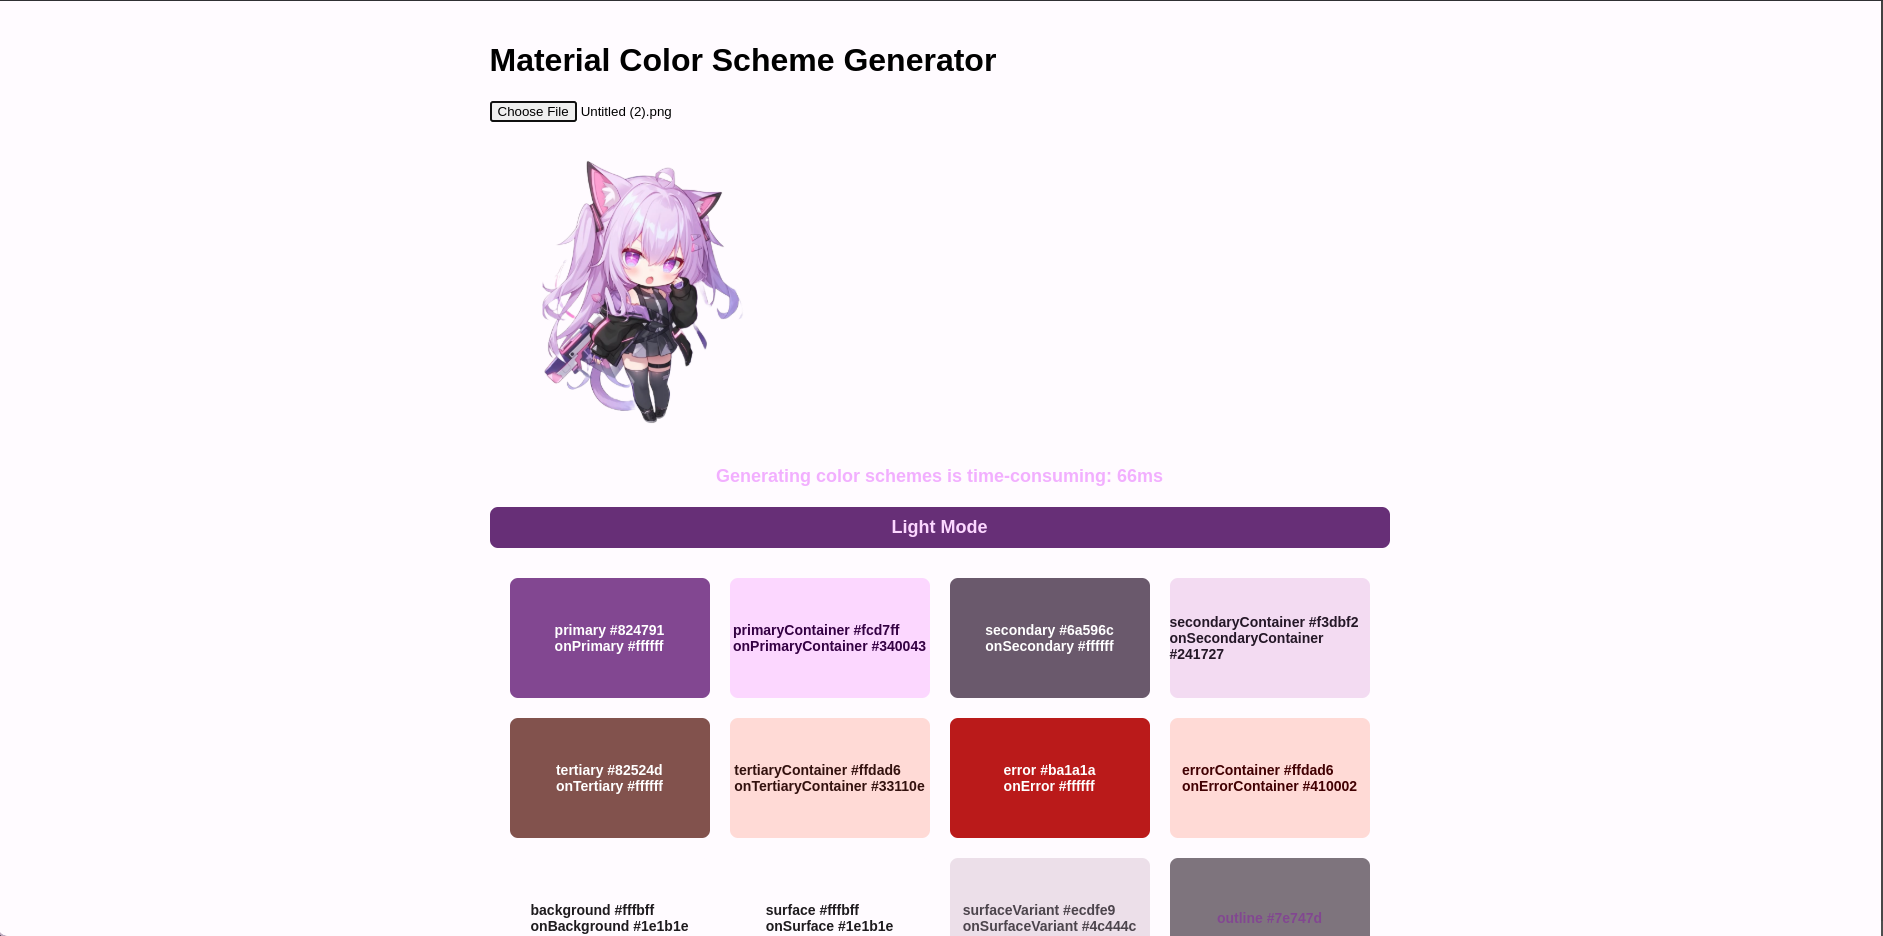 Material Color Scheme Generator
Choose File Untitled (2).png
Generating color schemes is time-consuming: 66ms
Light Mode
primary #824791
onPrimary #ffffff
primaryContainer #fcd7ff
onPrimaryContainer #340043
secondary #6a596c
onSecondary #ffffff
secondaryContainer #f3dbf2
onSecondaryContainer
#241727
tertiary #82524d
onTertiary #ffffff
tertiaryContainer #ffdad6
onTertiaryContainer #33110e
error #ba1a1a
onError #ffffff
errorContainer #ffdad6
onErrorContainer #410002
background #fffbff
onBackground #1e1b1e
surface #fffbff
onSurface #1e1b1e
surfaceVariant #ecdfe9
onSurfaceVariant #4c444c
outline #7e747d